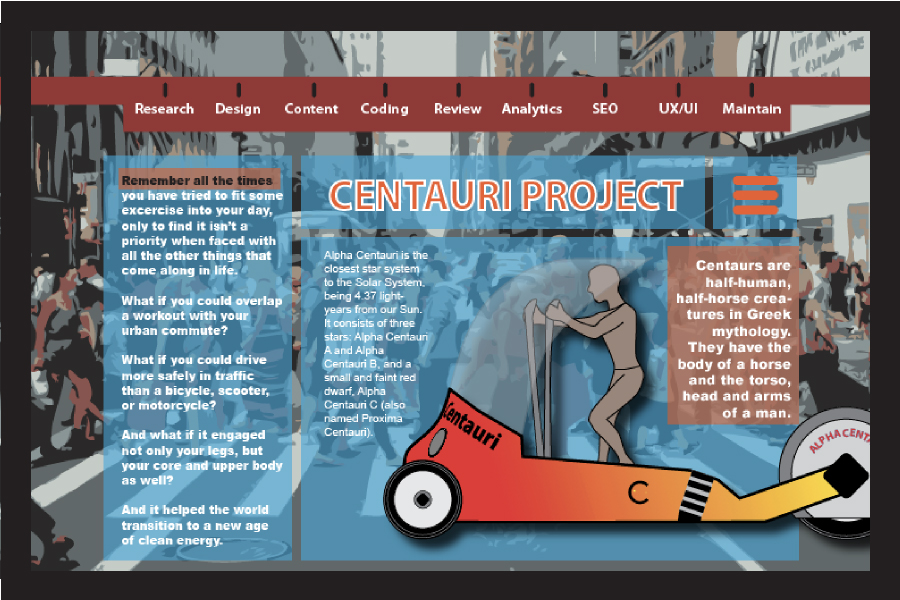 Research Design Content Coding Review Analytics SEO UX/UI Maintain
CENTAURI PROJECT
Remember all the times
you have tried to fit some
excercise into your day,
only to find it isn't a
priority when faced with
all the other things that
come along in life.
What if you could overlap
a workout with your
urban commute?
What if you could drive
more safely in traffic
than a bicycle, scooter,
or motorcycle?
And what if it engaged
not only your legs, but
your core and upper body
as well?
And it helped the world
transition to a new age
of clean energy.
Alpha Centauri is the
closest star system
to the Solar System,
being 4.37 light-
years from our Sun.
It consists of three
stars: Alpha Centauri
A and Alpha
Centauri B, and a
small and faint red
dwarf, Alpha
Centauri C (also
named Proxima
Centauri).
Centaurs are
half-human,
half-horse crea-
tures in Greek
mythology.
They have the
body of a horse
and the torso,
head and arms
of a man.
Centauri
C
ALPHA CENTA